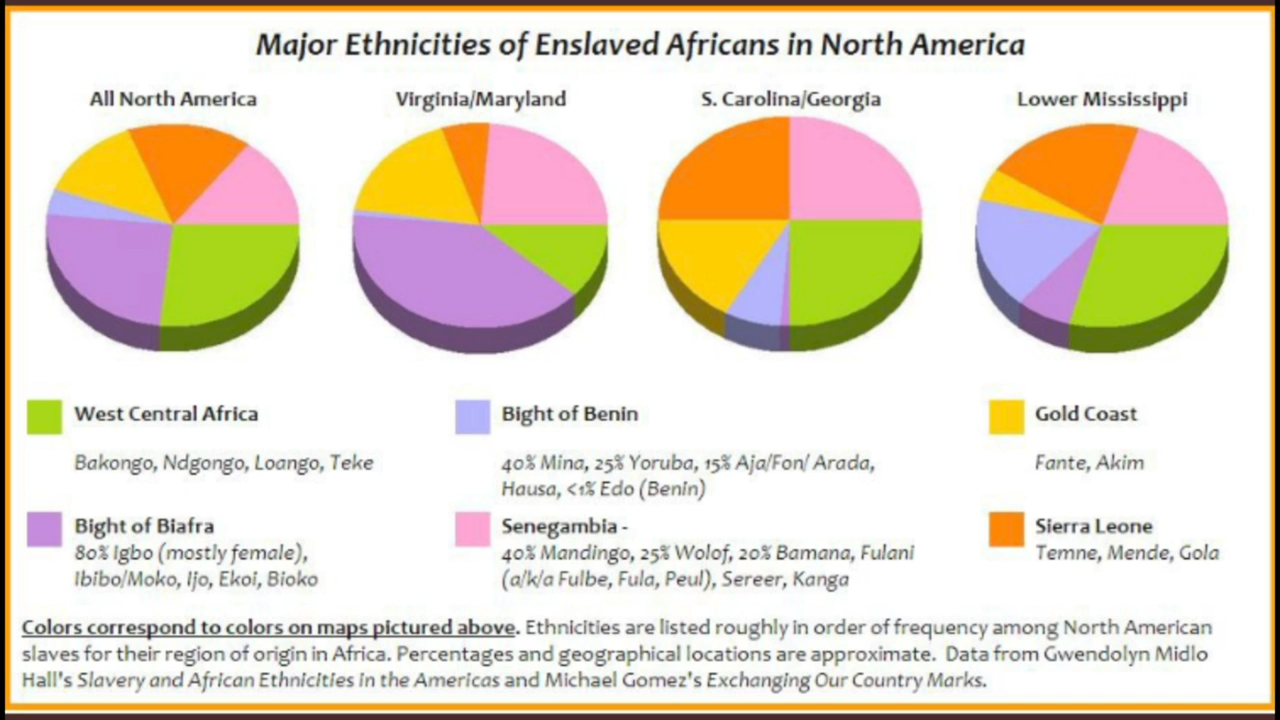 Major Ethnicities of Enslaved Africans in North America
All North America
Virginia/Maryland
S. Carolina/Georgia
Lower Mississippi
West Central Africa
Bakongo, Ndgongo, Loango, Teke
Bight of Benin
40% Mina, 25% Yoruba, 15% Aja/Fon/ Arada,
Hausa, <1% Edo (Benin)
Gold Coast
Fante, Akim
Bight of Biafra
80% Igbo (mostly female),
Ibibo/Moko, Ijo, Ekoi, Bioko
Senegambia -
40% Mandingo, 25% Wolof, 20% Bamana, Fulani
(a/k/a Fulbe, Fula, Peul), Sereer, Kanga
Sierra Leone
Temne, Mende, Gola
Colors correspond to colors on maps pictured above. Ethnicities are listed roughly in order of frequency among North American
slaves for their region of origin in Africa. Percentages and geographical locations are approximate. Data from Gwendolyn Midlo
Hall's Slavery and African Ethnicities in the Americas and Michael Gomez's Exchanging Our Country Marks.